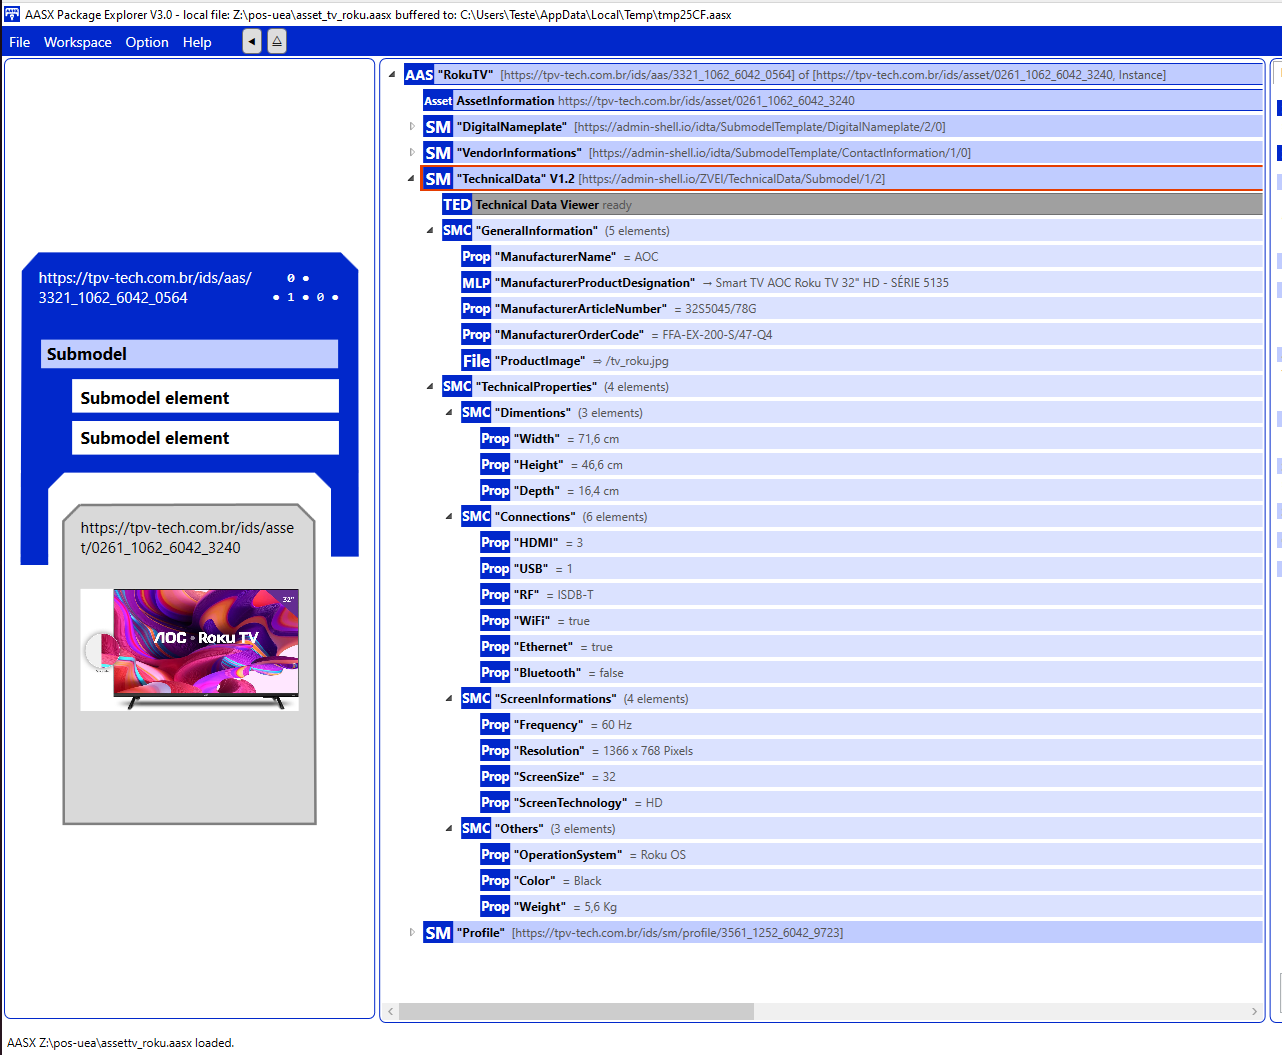 AASX Package Explorer V3.0 - local file: Z:\pos-uea\asset_tv_roku.aasx buffered to: C:\Users\Teste\AppData\Local\Temp\tmp25CF.aasx
File Workspace Option Help
https://tpv-tech.com.br/ids/aas/
3321_1062_6042_0564
0 •
• 1 • 0 •
Submodel
Submodel element
Submodel element
https://tpv-tech.com.br/ids/asse
t/0261_1062_6042_3240
32"
AOC • Roku TV
AAS "RokuTV" [https://tpv-tech.com.br/ids/aas/3321_1062_6042_0564] of [https://tpv-tech.com.br/ids/asset/0261_1062_6042_3240, Instance]
Asset AssetInformation https://tpv-tech.com.br/ids/asset/0261_1062_6042_3240
SM "DigitalNameplate" [https://admin-shell.io/idta/SubmodelTemplate/DigitalNameplate/2/0]
SM "VendorInformations" [https://admin-shell.io/idta/SubmodelTemplate/ContactInformation/1/0]
SM "TechnicalData" V1.2 [https://admin-shell.io/ZVEI/TechnicalData/Submodel/1/2]
TED Technical Data Viewer ready
SMC "GeneralInformation" (5 elements)
Prop "ManufacturerName" = AOC
MLP "ManufacturerProductDesignation" → Smart TV AOC Roku TV 32" HD - SÉRIE 5135
Prop "ManufacturerArticleNumber" = 32S5045/78G
Prop "ManufacturerOrderCode" = FFA-EX-200-S/47-Q4
File "ProductImage" ⇒ /tv_roku.jpg
SMC "TechnicalProperties" (4 elements)
SMC "Dimentions" (3 elements)
Prop "Width" = 71,6 cm
Prop "Height" = 46,6 cm
Prop "Depth" = 16,4 cm
SMC "Connections" (6 elements)
Prop "HDMI" = 3
Prop "USB" = 1
Prop "RF" = ISDB-T
Prop "WiFi" = true
Prop "Ethernet" = true
Prop "Bluetooth" = false
SMC "ScreenInformations" (4 elements)
Prop "Frequency" = 60 Hz
Prop "Resolution" = 1366 x 768 Pixels
Prop "ScreenSize" = 32
Prop "ScreenTechnology" = HD
SMC "Others" (3 elements)
Prop "OperationSystem" = Roku OS
Prop "Color" = Black
Prop "Weight" = 5,6 Kg
SM "Profile" [https://tpv-tech.com.br/ids/sm/profile/3561_1252_6042_9723]
AASX Z:\pos-uea\assettv_roku.aasx loaded.